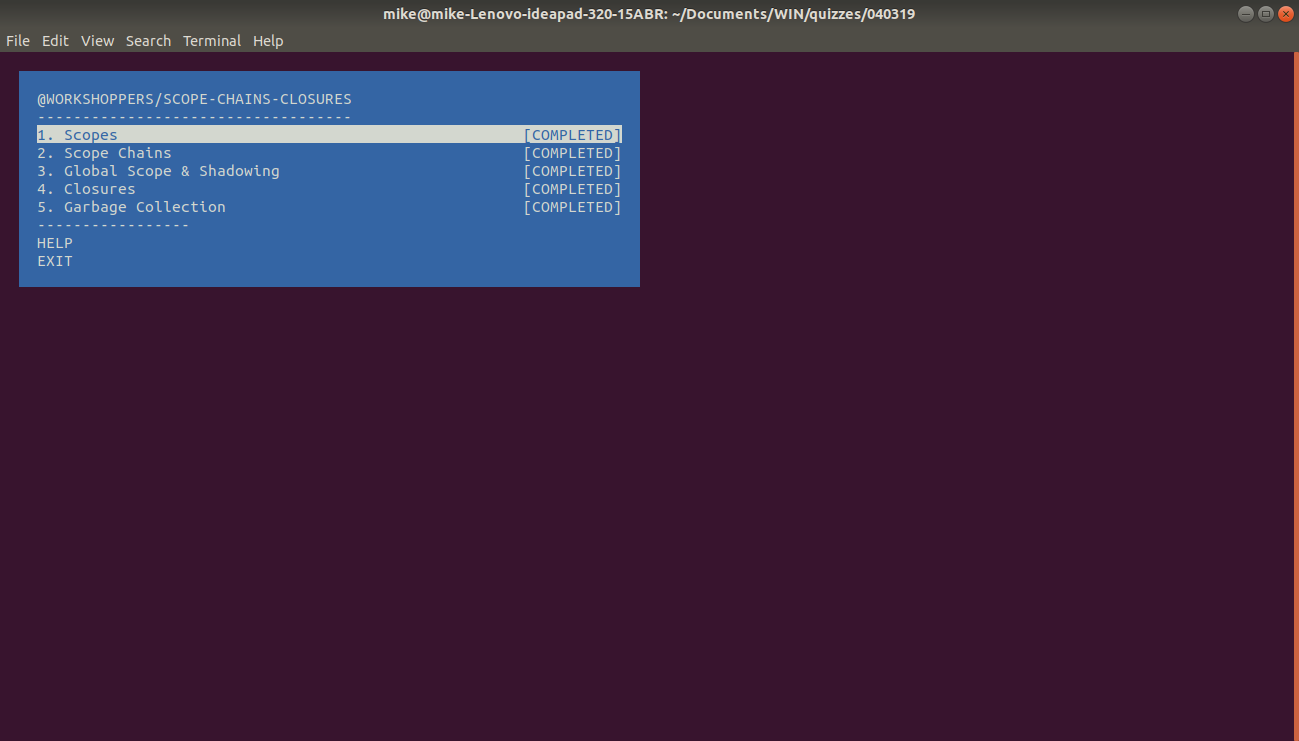 mike@mike-Lenovo-ideapad-320-15ABR: ~/Documents/WIN/quizzes/040319
File Edit View Search Terminal Help
@WORKSHOPPERS/SCOPE-CHAINS-CLOSURES
-----------------------------------
1. Scopes [COMPLETED]
2. Scope Chains [COMPLETED]
3. Global Scope & Shadowing [COMPLETED]
4. Closures [COMPLETED]
5. Garbage Collection [COMPLETED]
-----------------
HELP
EXIT